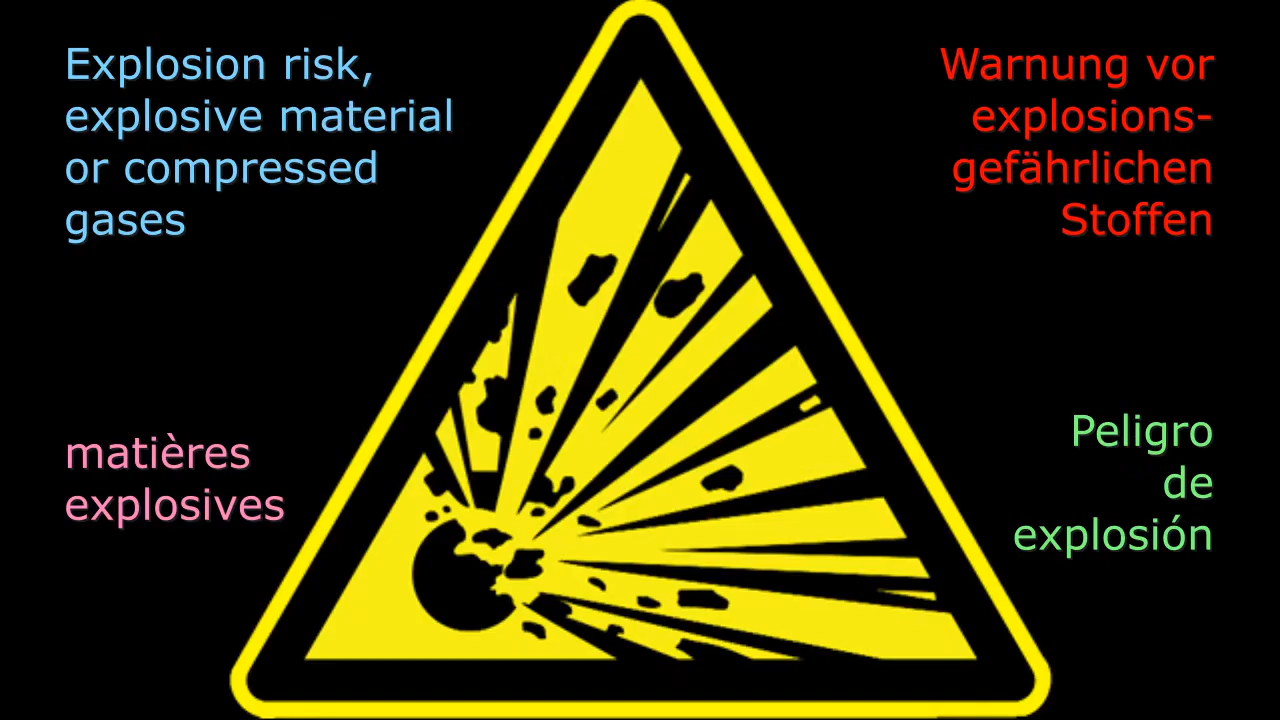 Explosion risk,
explosive material
or compressed
gases
Warnung vor
explosions-
gefährlichen
Stoffen
matières
explosives
Peligro
de
explosión